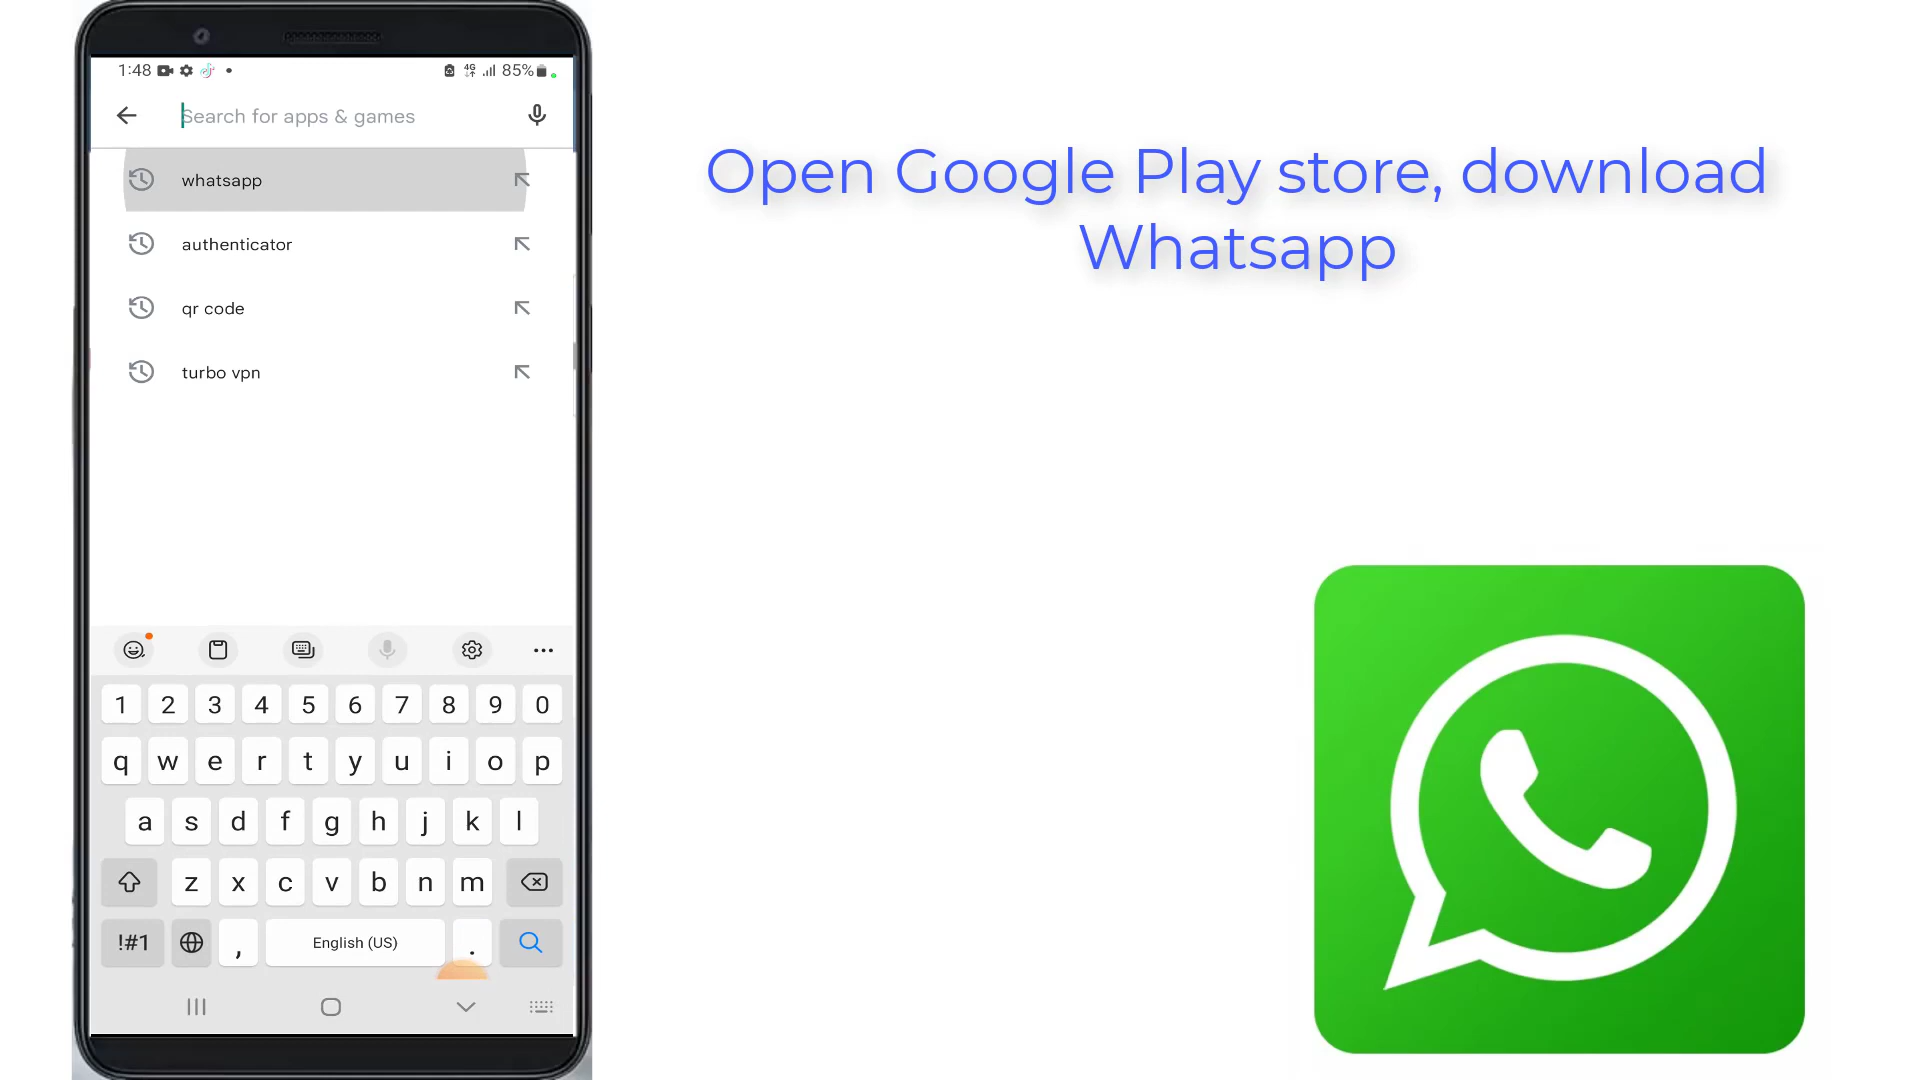 1:48
4G
85%
Search for apps & games
whatsapp
authenticator
qr code
turbo vpn
1 2 3 4 5 6 7 8 9 0
q w e r t y u i o p
a s d f g h j k l
z x c v b n m
!#1 , English (US) .
Open Google Play store, download
Whatsapp